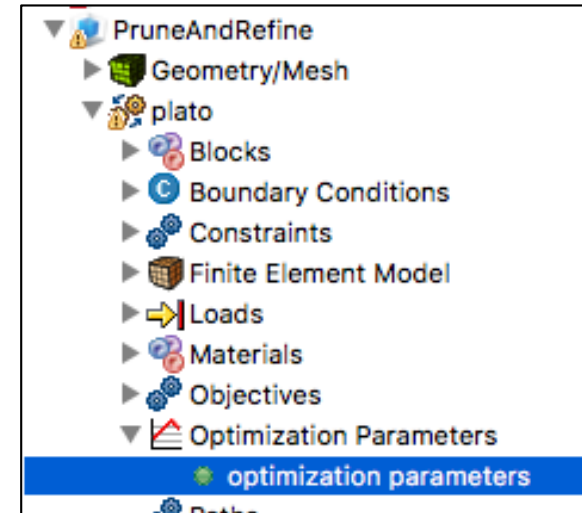 PruneAndRefine
Geometry/Mesh
plato
Blocks
C Boundary Conditions
Constraints
Finite Element Model
Loads
Materials
Objectives
Optimization Parameters
optimization parameters